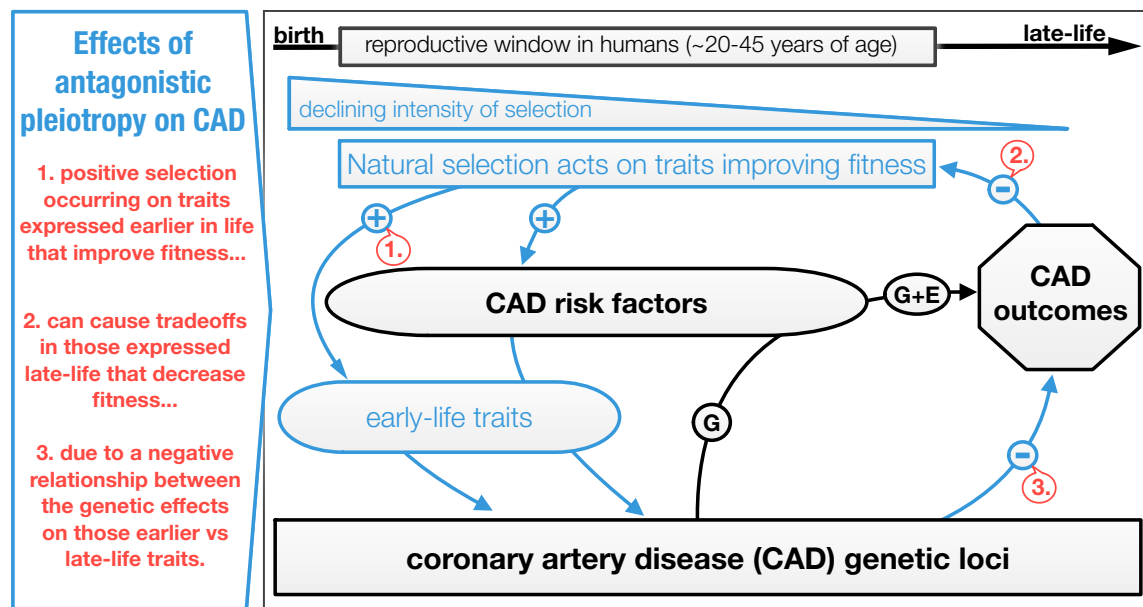 Effects of
antagonistic
pleiotropy on CAD
1. positive selection
occurring on traits
expressed earlier in life
that improve fitness...
2. can cause tradeoffs
in those expressed
late-life that decrease
fitness...
3. due to a negative
relationship between
the genetic effects
on those earlier vs
late-life traits.
birth
reproductive window in humans (~20-45 years of age)
late-life
declining intensity of selection
Natural selection acts on traits improving fitness
2.
−
+
+
1.
CAD risk factors
G+E
CAD
outcomes
early-life traits
G
−
3.
coronary artery disease (CAD) genetic loci